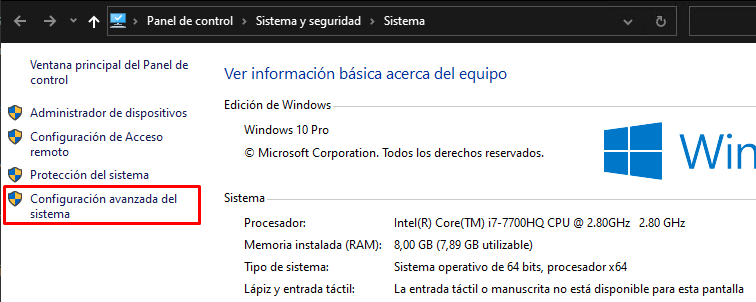 Panel de control > Sistema y seguridad > Sistema
Ventana principal del Panel de
control
Administrador de dispositivos
Configuración de Acceso
remoto
Protección del sistema
Configuración avanzada del
sistema
Ver información básica acerca del equipo
Edición de Windows
Windows 10 Pro
© Microsoft Corporation. Todos los derechos reservados.
Win
Sistema
Procesador: Intel(R) Core(TM) i7-7700HQ CPU @ 2.80GHz 2.80 GHz
Memoria instalada (RAM): 8,00 GB (7,89 GB utilizable)
Tipo de sistema: Sistema operativo de 64 bits, procesador x64
Lápiz y entrada táctil: La entrada táctil o manuscrita no está disponible para esta pantalla